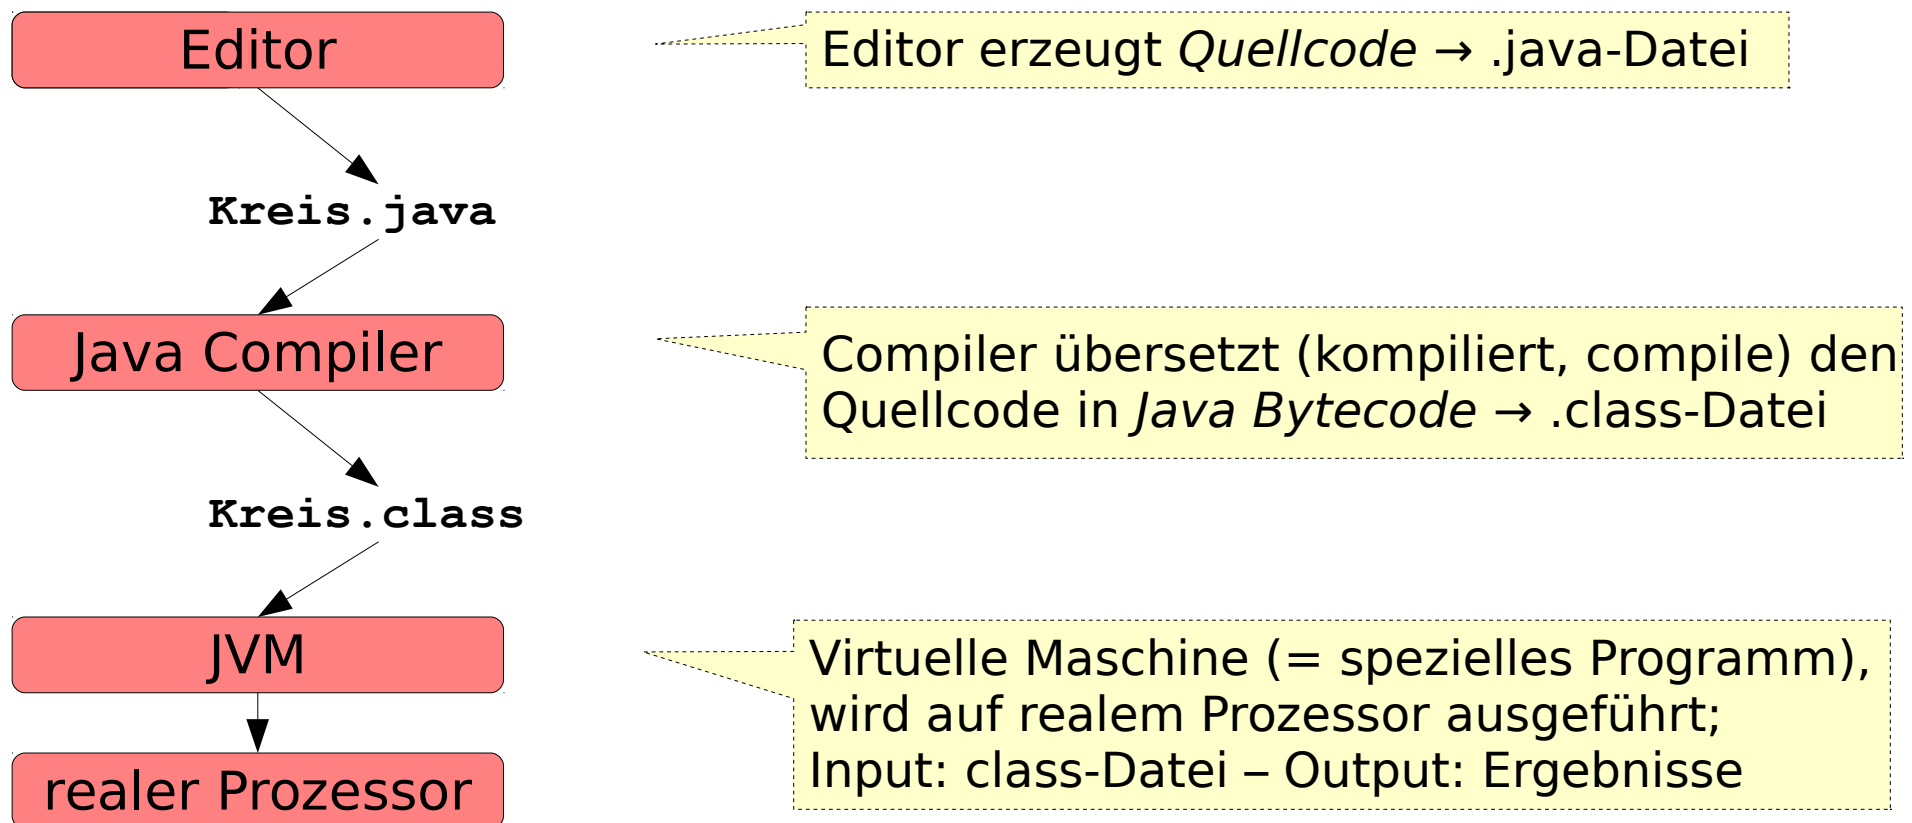 Editor
Editor erzeugt Quellcode → .java-Datei
Kreis.java
Java Compiler
Compiler übersetzt (kompiliert, compile) den
Quellcode in Java Bytecode → .class-Datei
Kreis.class
JVM
Virtuelle Maschine (= spezielles Programm),
wird auf realem Prozessor ausgeführt;
Input: class-Datei – Output: Ergebnisse
realer Prozessor